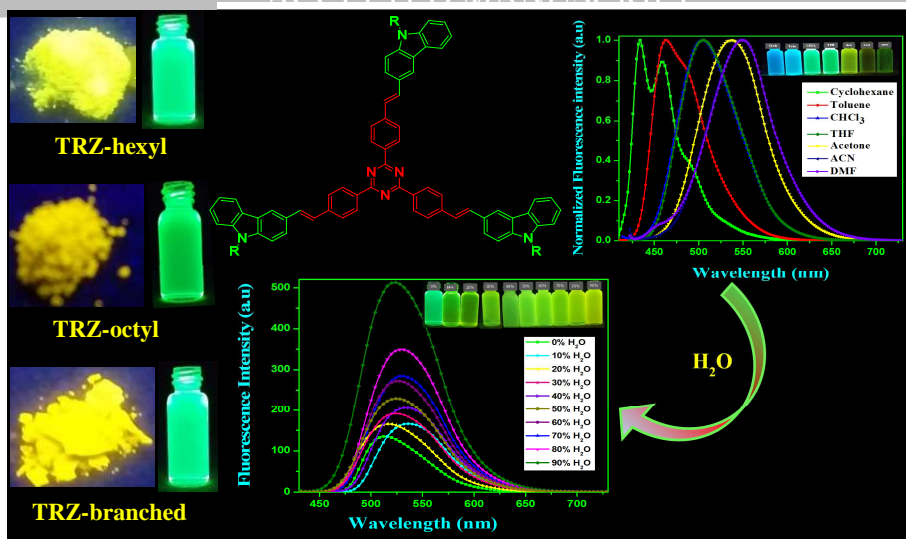 TRZ-hexyl
TRZ-octyl
TRZ-branched
R
N
N
N
N
N
R
N
R
Normalized Fluorescence intensity (a.u)
1.0
0.8
0.6
0.4
0.2
0.0
Cyclohexane
Toluene
CHCl3
THF
Acetone
ACN
DMF
450
500
550
600
650
700
Wavelength (nm)
H2O
Fluorescence Intensity (a.u)
500
400
300
200
100
0
0% H2O
10% H2O
20% H2O
30% H2O
40% H2O
50% H2O
60% H2O
70% H2O
80% H2O
90% H2O
450
500
550
600
650
700
Wavelength (nm)